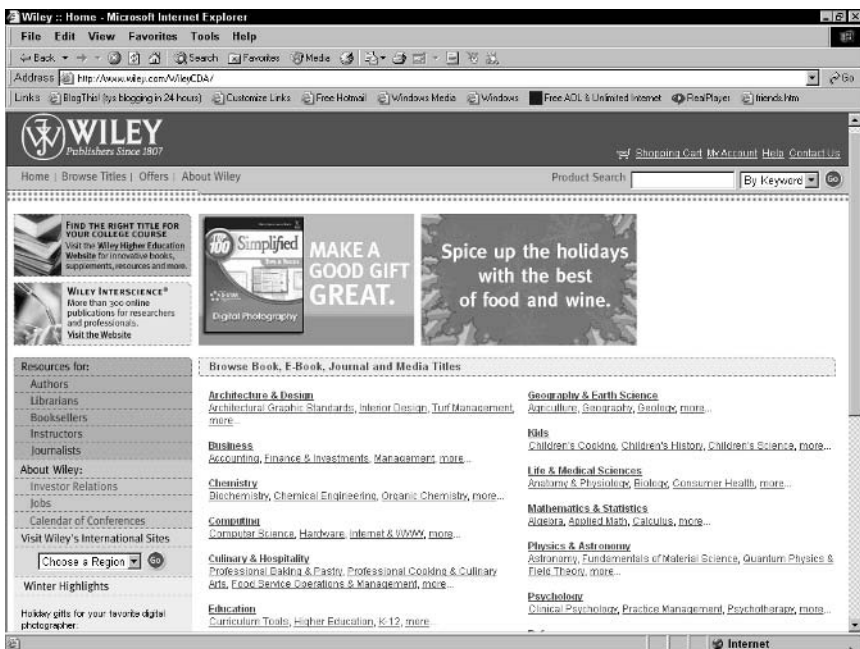 Wiley :: Home - Microsoft Internet Explorer
File Edit View Favorites Tools Help
Back Search Favorites Media
Address http://www.wiley.com/WileyCDA/ Go
Links BlogThis! (tys blogging in 24 hours) Customize Links Free Hotmail Windows Media Windows Free AOL & Unlimited Internet RealPlayer friends.htm
WILEY
Publishers Since 1807
Shopping Cart My Account Help Contact Us
Home | Browse Titles | Offers | About Wiley
Product Search By Keyword Go
FIND THE RIGHT TITLE FOR
YOUR COLLEGE COURSE
Visit the Wiley Higher Education
Website for innovative books,
supplements, resources and more.
WILEY INTERSCIENCE®
More than 300 online
publications for researchers
and professionals.
Visit the Website
TOP
100
Simplified
Digital Photography
MAKE A
GOOD GIFT
GREAT.
Spice up the holidays
with the best
of food and wine.
Resources for:
Authors
Librarians
Booksellers
Instructors
Journalists
About Wiley:
Investor Relations
Jobs
Calendar of Conferences
Visit Wiley's International Sites
Choose a Region Go
Winter Highlights
Holiday gifts for your favorite digital
photographer:
Browse Book, E-Book, Journal and Media Titles
Architecture & Design
Architectural Graphic Standards, Interior Design, Turf Management,
more...
Business
Accounting, Finance & Investments, Management, more...
Chemistry
Biochemistry, Chemical Engineering, Organic Chemistry, more...
Computing
Computer Science, Hardware, Internet & WWW, more...
Culinary & Hospitality
Professional Baking & Pastry, Professional Cooking & Culinary
Arts, Food Service Operations & Management, more...
Education
Curriculum Tools, Higher Education, K-12, more...
Geography & Earth Science
Agriculture, Geography, Geology, more...
Kids
Children's Cooking, Children's History, Children's Science, more...
Life & Medical Sciences
Anatomy & Physiology, Biology, Consumer Health, more...
Mathematics & Statistics
Algebra, Applied Math, Calculus, more...
Physics & Astronomy
Astronomy, Fundamentals of Material Science, Quantum Physics &
Field Theory, more...
Psychology
Clinical Psychology, Practice Management, Psychotherapy, more...
Internet